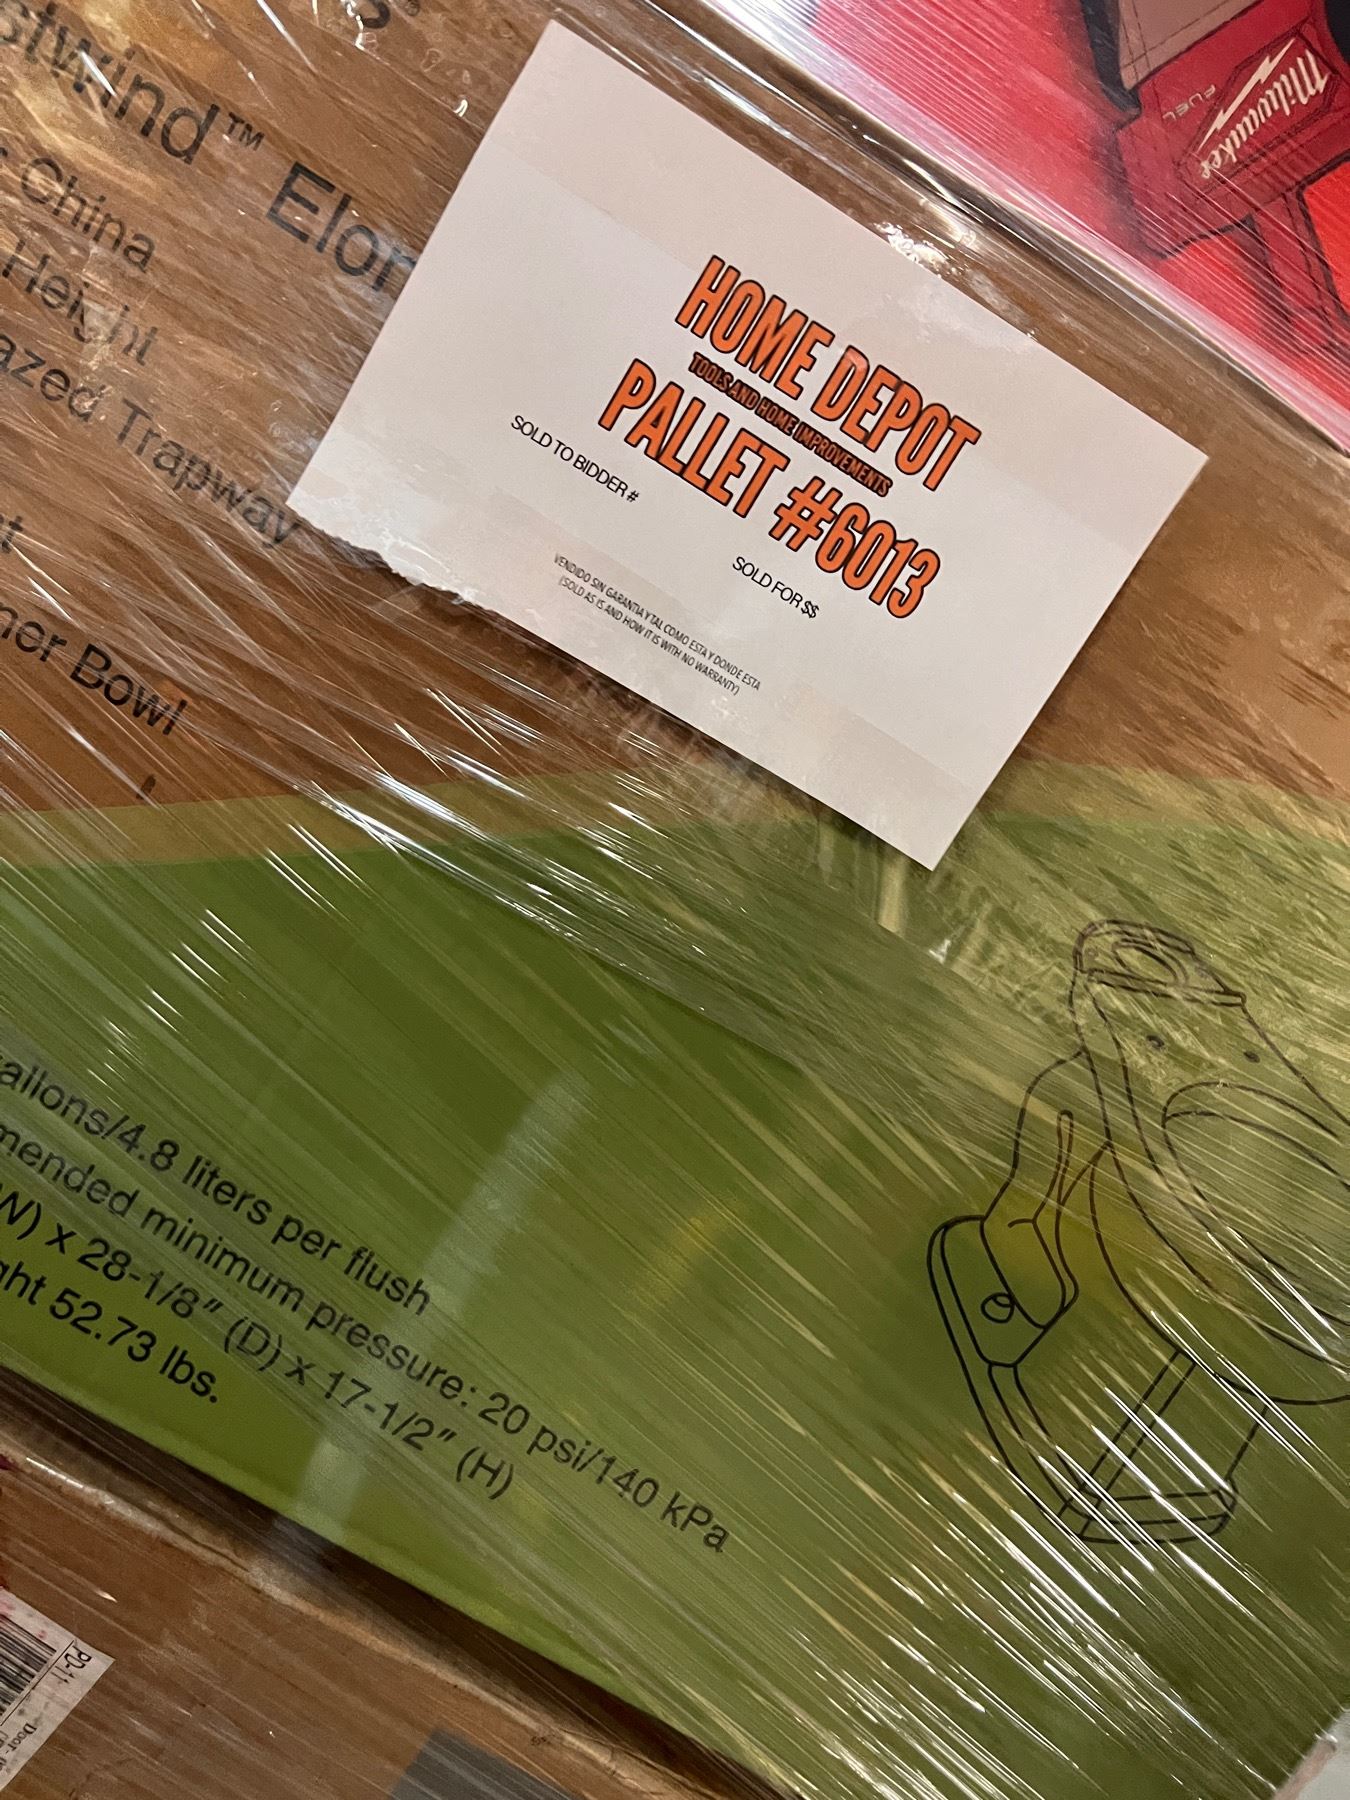 Elon
China
Height
Trapway
Bowl
Milwaukee
FUEL
HOME DEPOT
TOOLS AND HOME IMPROVEMENTS
PALLET #6013
SOLD TO BIDDER #
SOLD FOR $$
VENDIDO SIN GARANTIA Y TAL COMO ESTA Y DONDE ESTA
(SOLD AS IS AND HOW IT IS WITH NO WARRANTY)
allons/4.8 liters per flush
mended minimum pressure: 20 psi/140 kPa
W) x 28-1/8" (D) x 17-1/2" (H)
ght 52.73 lbs.